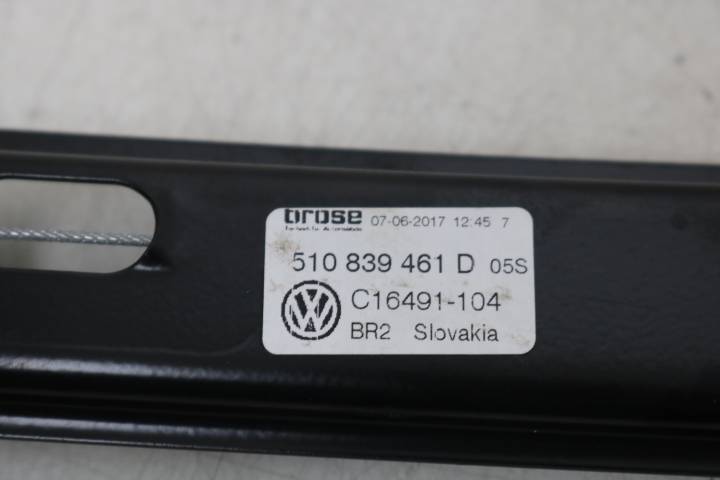 brose 07-06-2017 12:45 7
510 839 461 D 05S
C16491-104
BR2 Slovakia